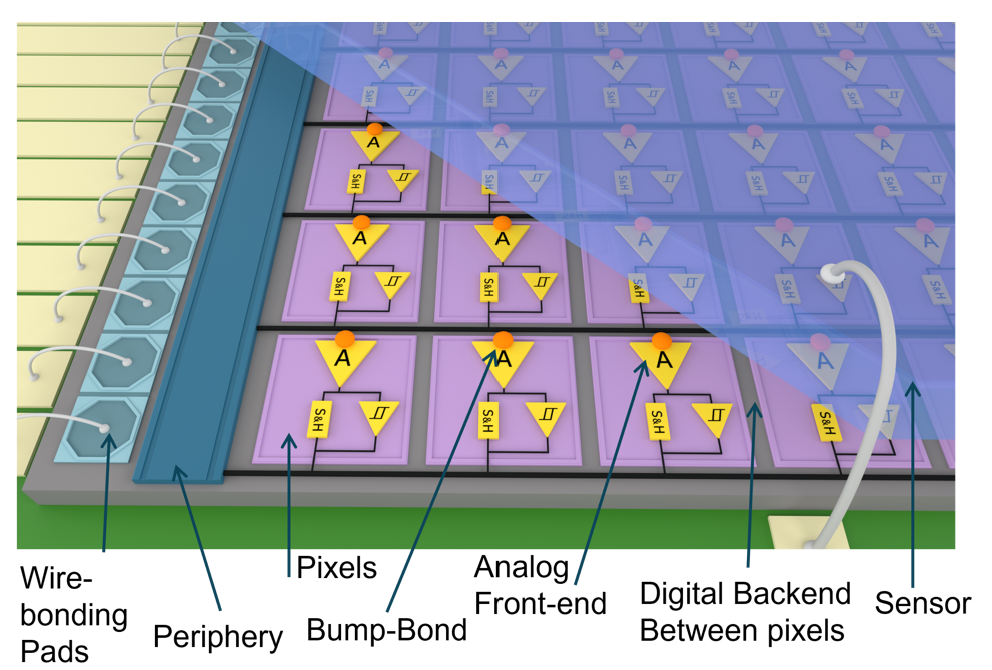 A
S&H
A
S&H
A
S&H
A
S&H
A
S&H
A
S&H
A
S&H
A
S&H
A
S&H
A
S&H
A
S&H
A
S&H
A
S&H
A
S&H
A
S&H
A
S&H
A
S&H
A
S&H
A
S&H
Wire-
bonding
Pads
Periphery
Pixels
Bump-Bond
Analog
Front-end
Digital Backend
Between pixels
Sensor